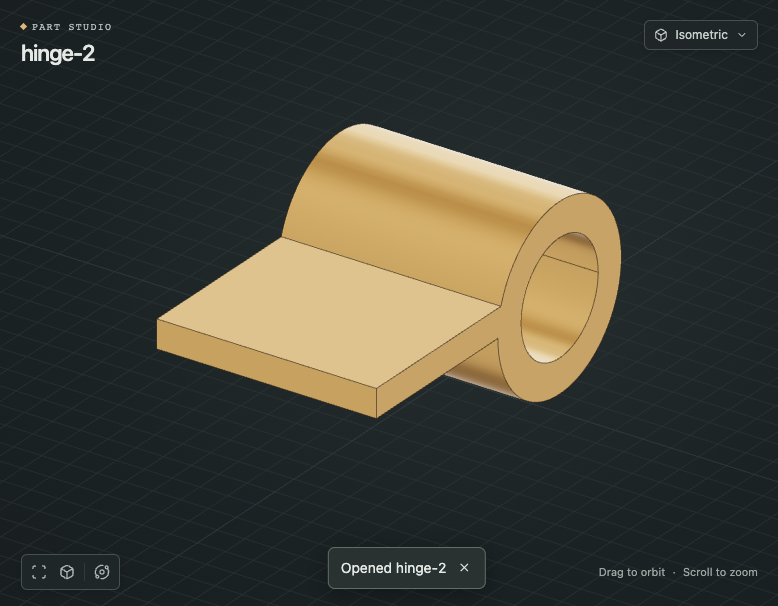 PART STUDIO
hinge-2
Isometric
Opened hinge-2
Drag to orbit · Scroll to zoom